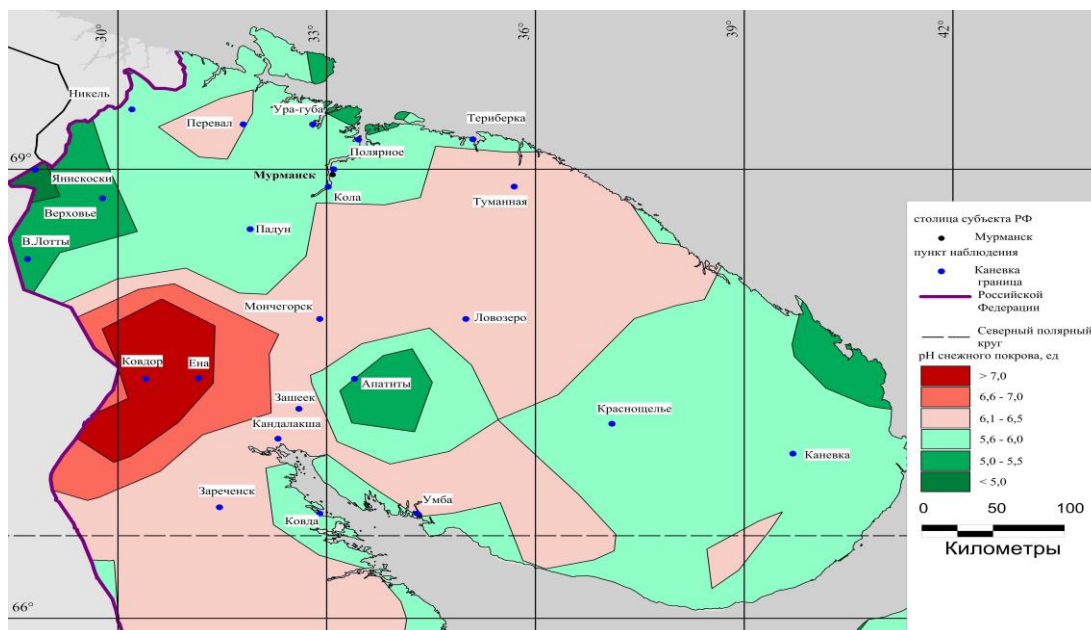 30°
33°
36°
39°
42°
Никель
Перевал
Ура-губа
Териберка
Полярное
69°
Янискоски
Мурманск
Верховье
Кола
Туманная
Падун
В.Лотты
Мончегорск
Ловозеро
Ковдор
Ена
Апатиты
Зашеек
Краснощелье
Кандалакша
Каневка
Зареченск
Ковда
Умба
66°
столица субъекта РФ
Мурманск
пункт наблюдения
Каневка
граница
Российской
Федерации
Северный полярный
круг
pH снежного покрова, ед
> 7,0
6,6 - 7,0
6,1 - 6,5
5,6 - 6,0
5,0 - 5,5
< 5,0
0 50 100
Километры